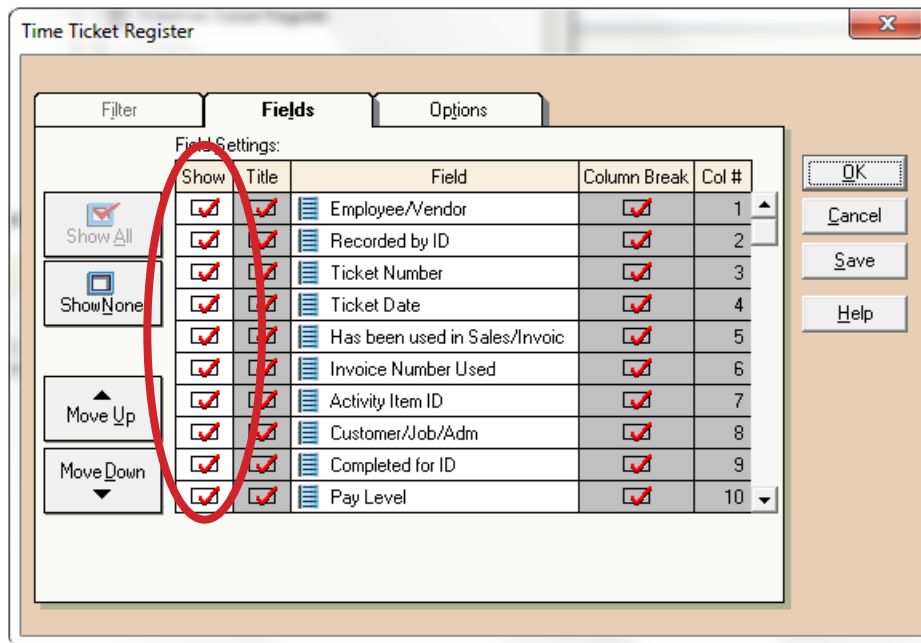 Time Ticket Register
Filter Fields Options
Field Settings:
Show Title Field Column Break Col #
Employee/Vendor 1
Recorded by ID 2
Ticket Number 3
Ticket Date 4
Has been used in Sales/Invoic 5
Invoice Number Used 6
Activity Item ID 7
Customer/Job/Adm 8
Completed for ID 9
Pay Level 10
Show All
Show None
Move Up
Move Down
OK
Cancel
Save
Help